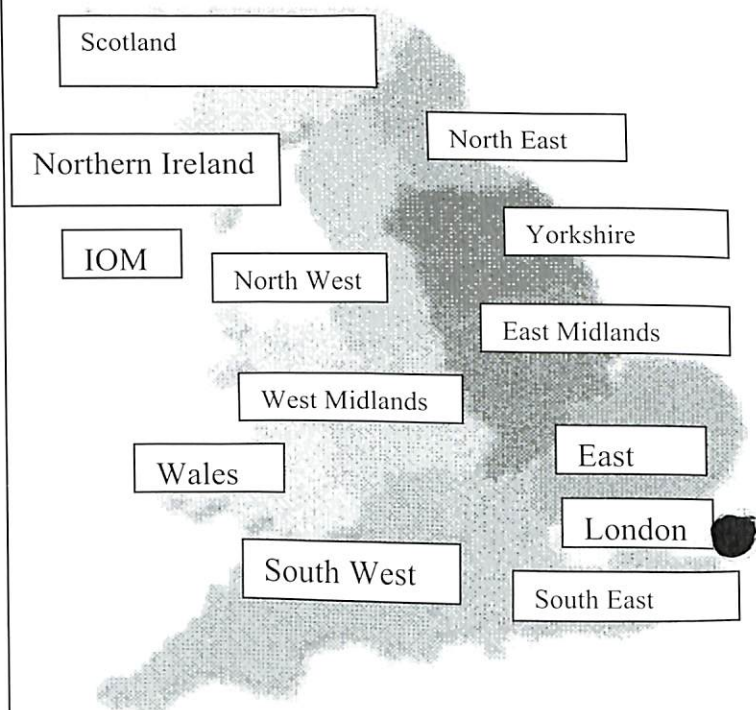 Scotland
North East
Northern Ireland
Yorkshire
IOM
North West
East Midlands
West Midlands
East
Wales
London
South West
South East